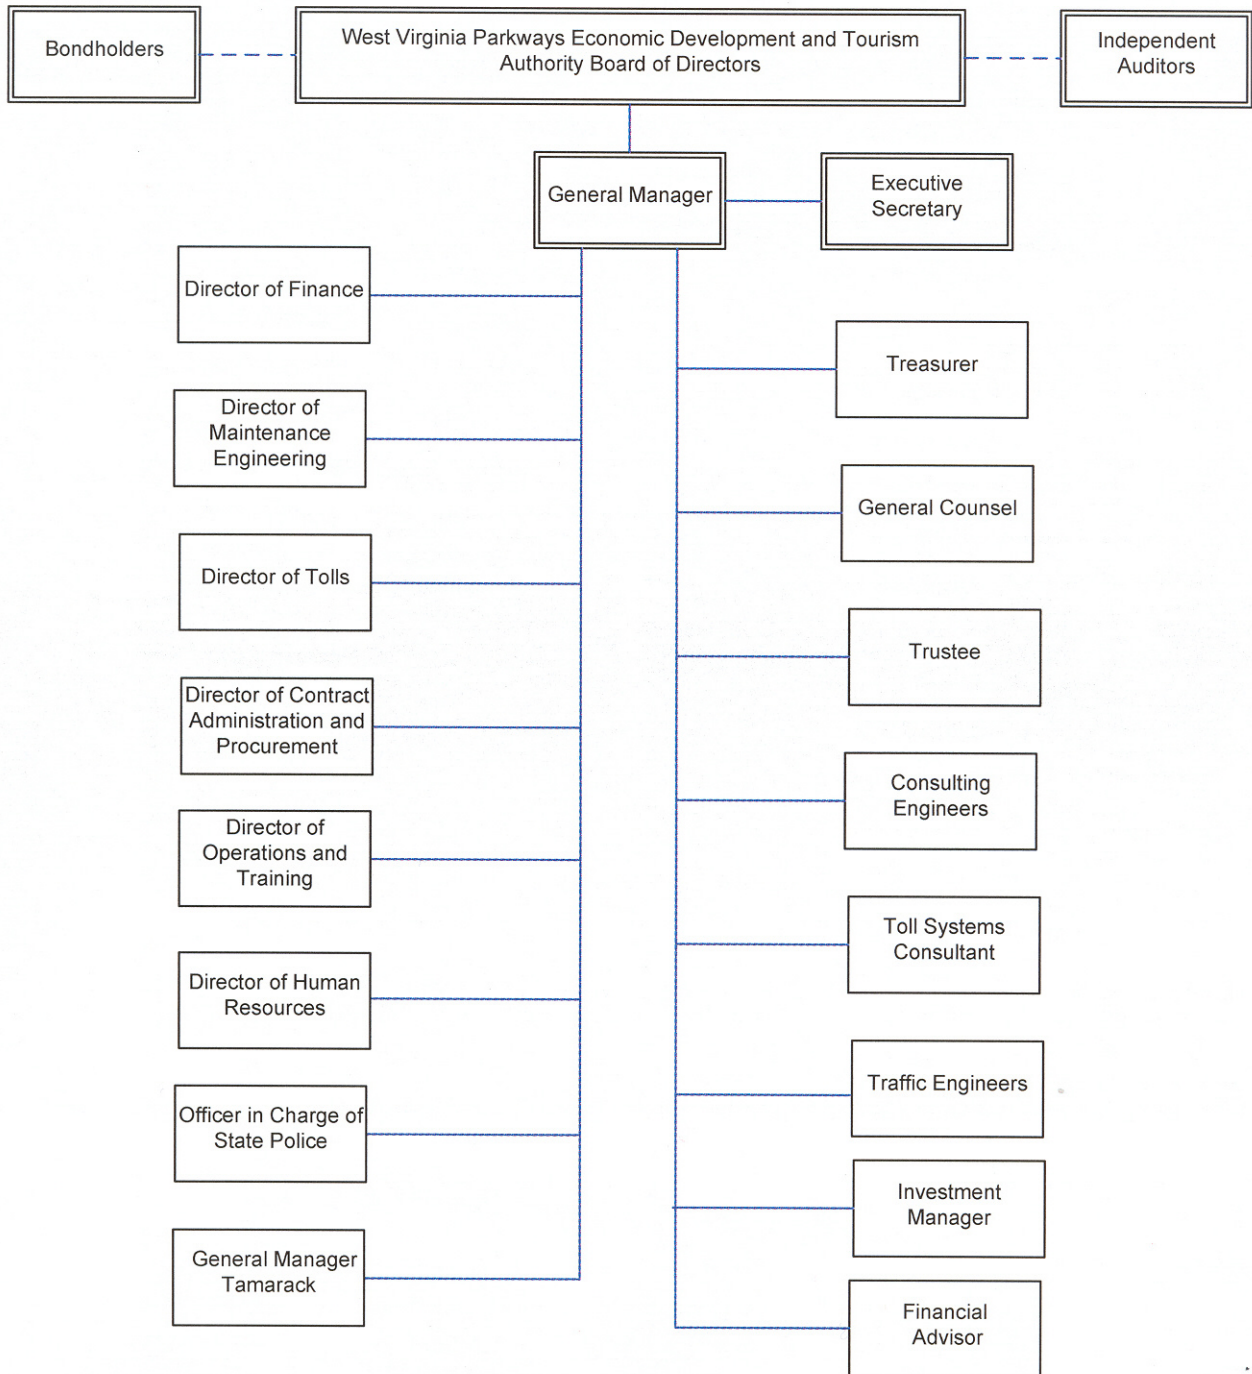 Bondholders
West Virginia Parkways Economic Development and Tourism
Authority Board of Directors
Independent
Auditors
General Manager
Executive
Secretary
Director of Finance
Director of
Maintenance
Engineering
Director of Tolls
Director of Contract
Administration and
Procurement
Director of
Operations and
Training
Director of Human
Resources
Officer in Charge of
State Police
General Manager
Tamarack
Treasurer
General Counsel
Trustee
Consulting
Engineers
Toll Systems
Consultant
Traffic Engineers
Investment
Manager
Financial
Advisor